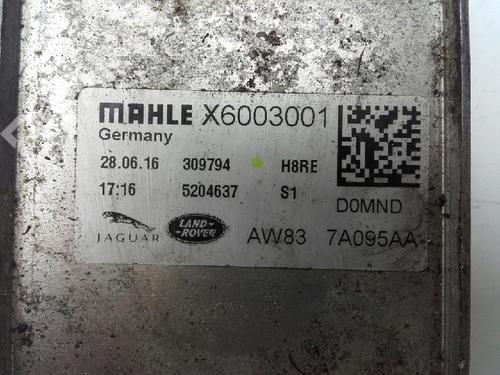 MAHLE X6003001
Germany
28.06.16 309794 H8RE
17:16 5204637 S1
D0MND
JAGUAR LAND-ROVER AW83 7A095AA